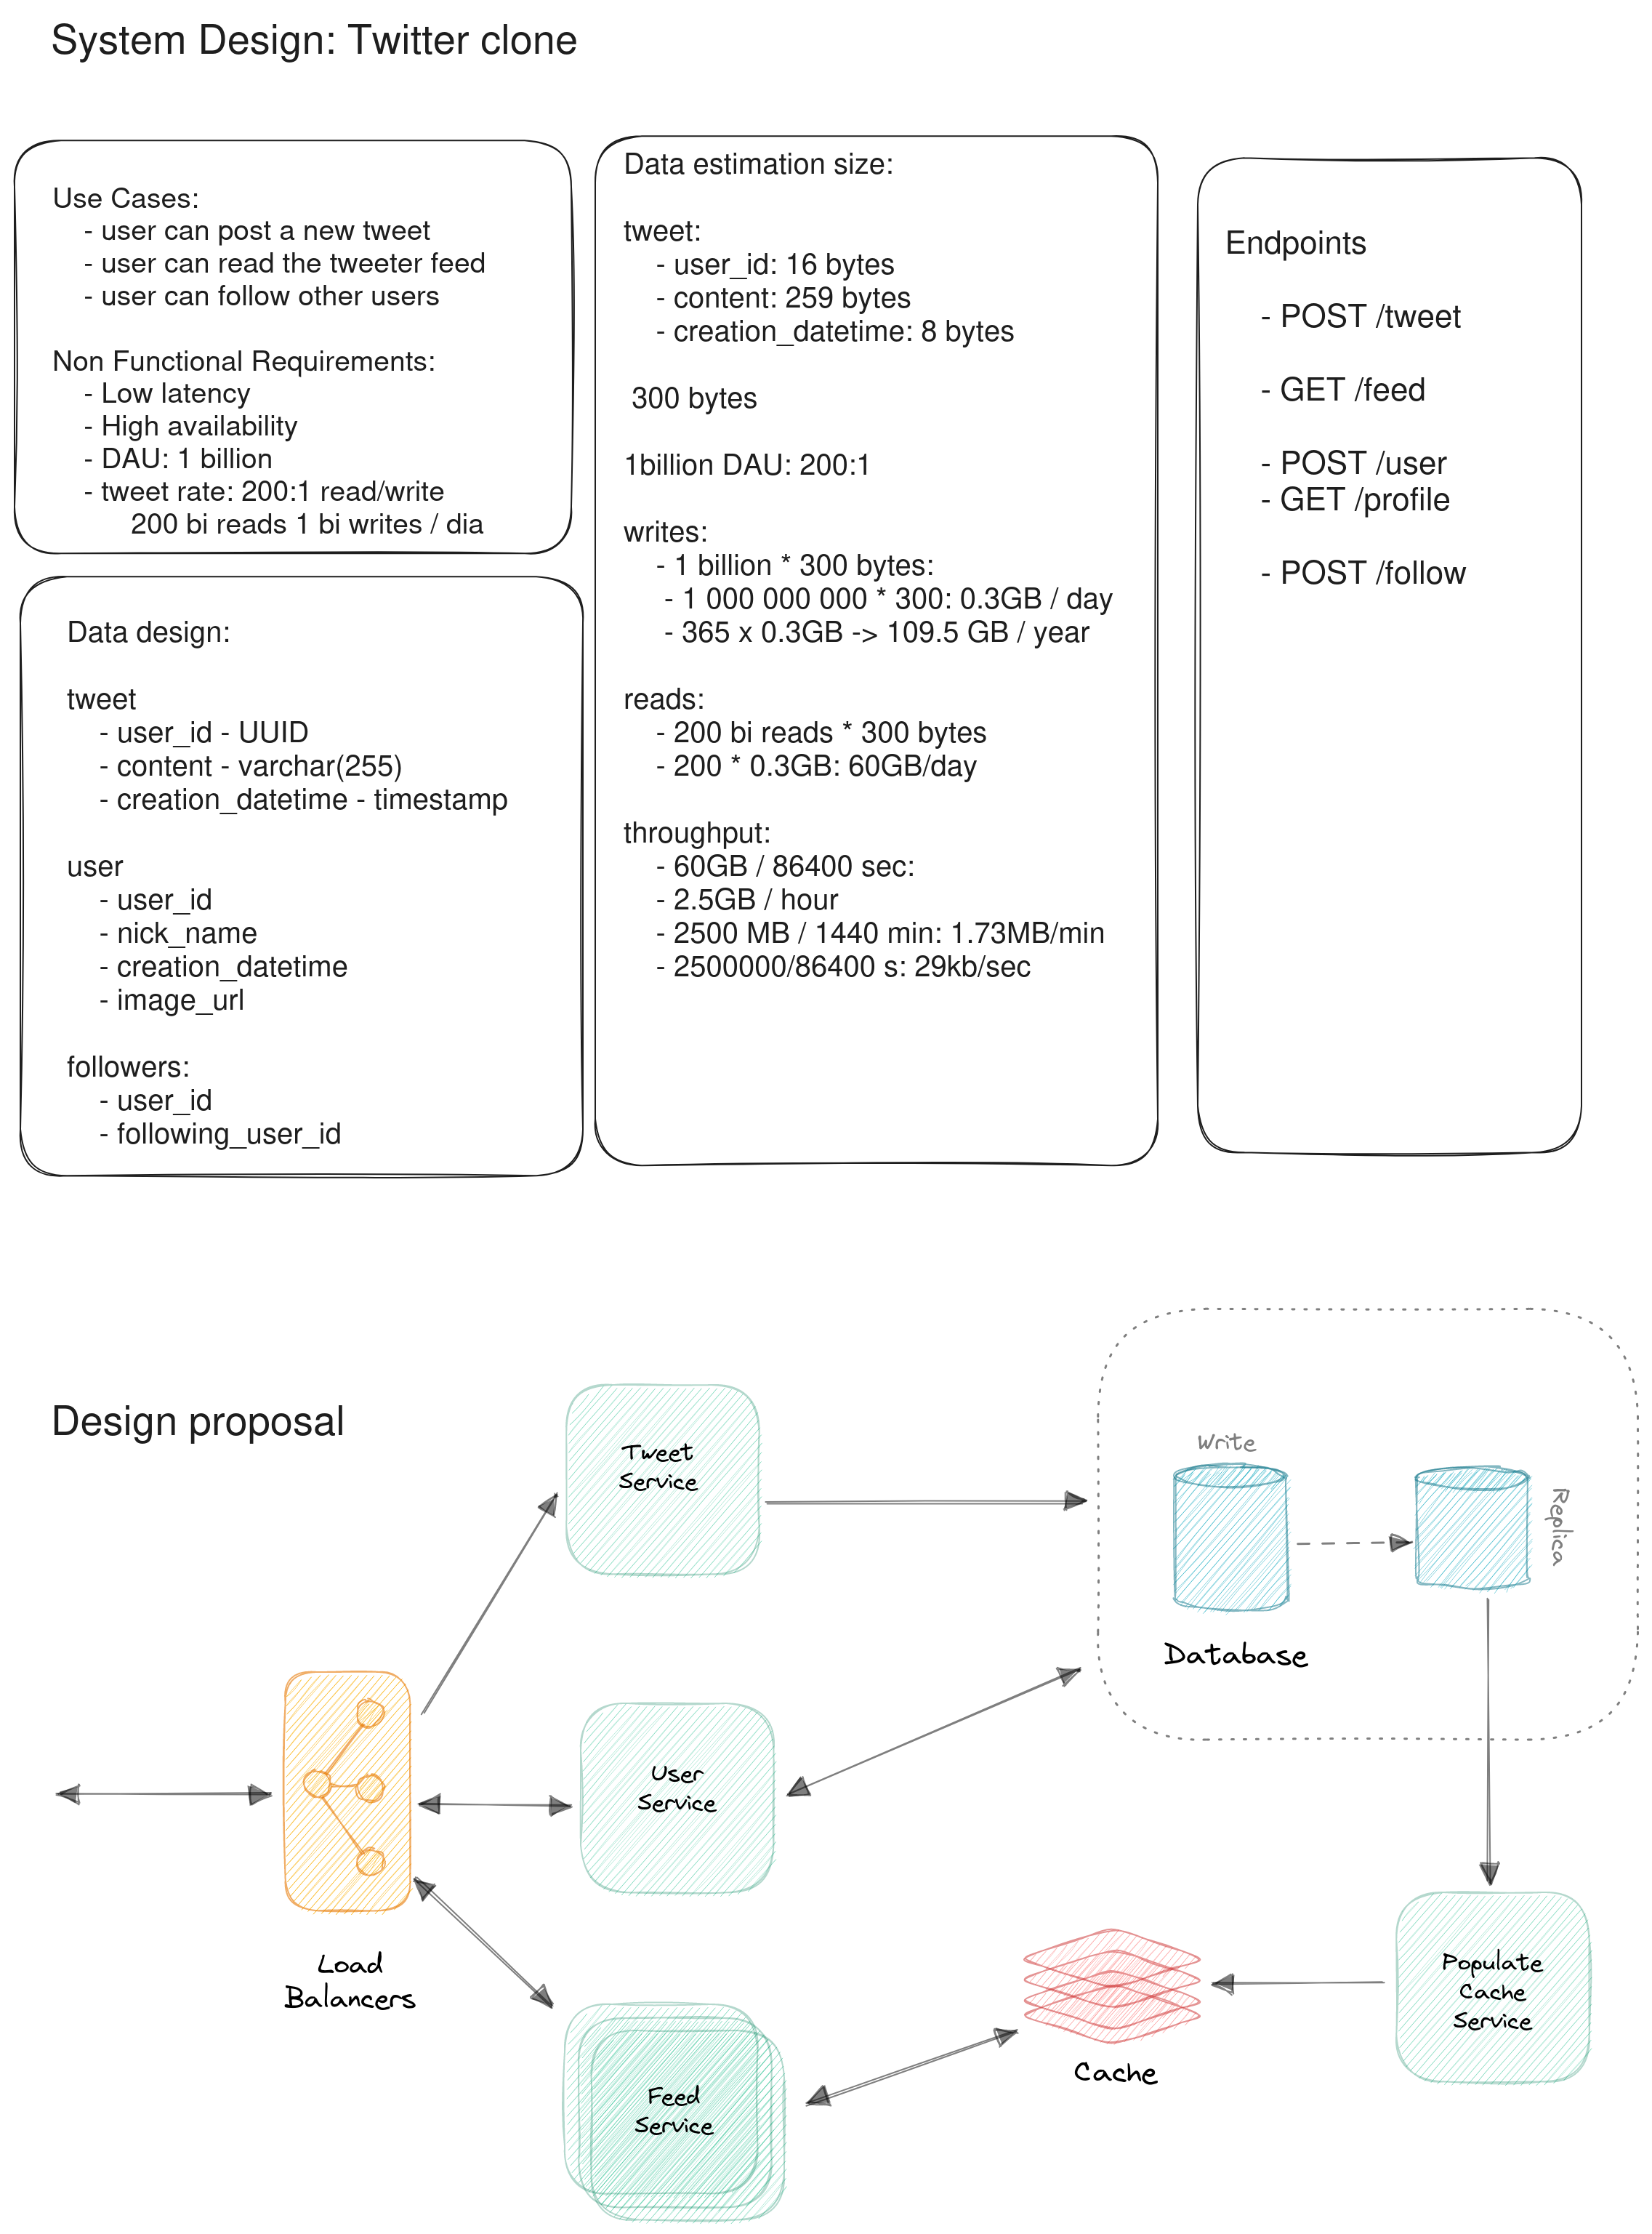 System Design: Twitter clone
Use Cases:
- user can post a new tweet
- user can read the tweeter feed
- user can follow other users
Non Functional Requirements:
- Low latency
- High availability
- DAU: 1 billion
- tweet rate: 200:1 read/write
200 bi reads 1 bi writes / dia
Data design:
tweet
- user_id - UUID
- content - varchar(255)
- creation_datetime - timestamp
user
- user_id
- nick_name
- creation_datetime
- image_url
followers:
- user_id
- following_user_id
Data estimation size:
tweet:
- user_id: 16 bytes
- content: 259 bytes
- creation_datetime: 8 bytes
300 bytes
1billion DAU: 200:1
writes:
- 1 billion * 300 bytes:
- 1 000 000 000 * 300: 0.3GB / day
- 365 x 0.3GB -> 109.5 GB / year
reads:
- 200 bi reads * 300 bytes
- 200 * 0.3GB: 60GB/day
throughput:
- 60GB / 86400 sec:
- 2.5GB / hour
- 2500 MB / 1440 min: 1.73MB/min
- 2500000/86400 s: 29kb/sec
Endpoints
- POST /tweet
- GET /feed
- POST /user
- GET /profile
- POST /follow
Design proposal
Tweet
Service
Write
Replica
Database
User
Service
Load
Balancers
Populate
Cache
Service
Cache
Feed
Service